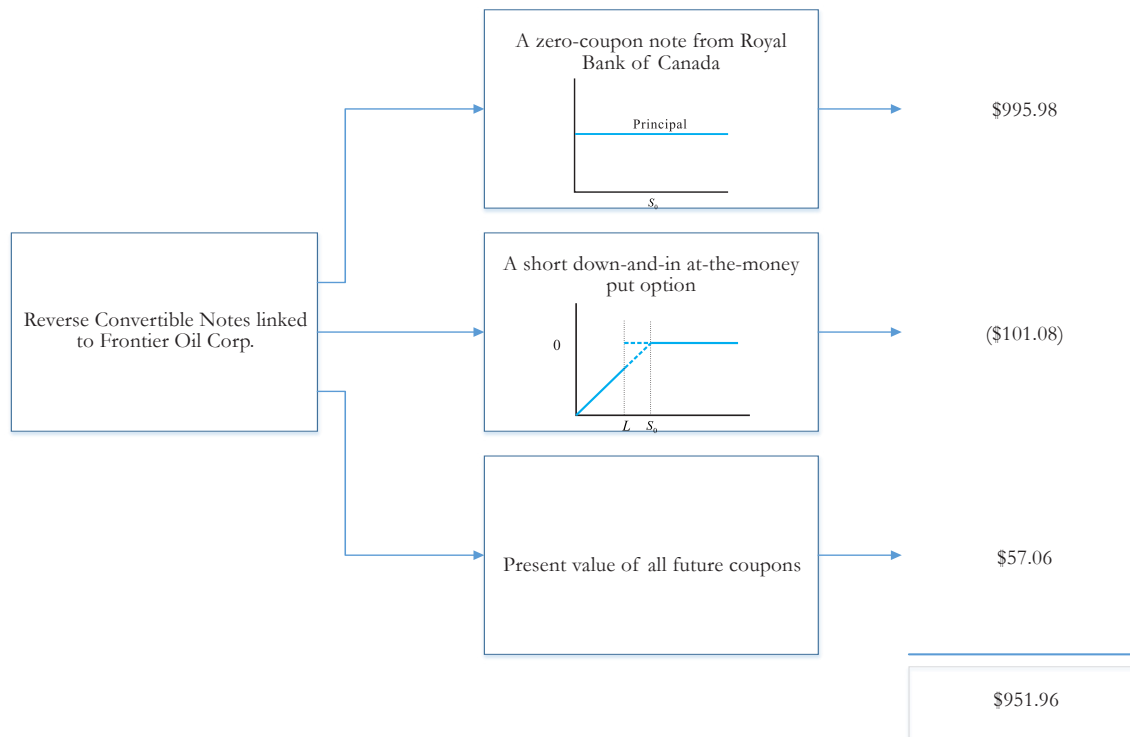 A zero-coupon note from Royal
Bank of Canada
Principal
S₀
$995.98
Reverse Convertible Notes linked
to Frontier Oil Corp.
A short down-and-in at-the-money
put option
0
L S₀
($101.08)
Present value of all future coupons
$57.06
$951.96